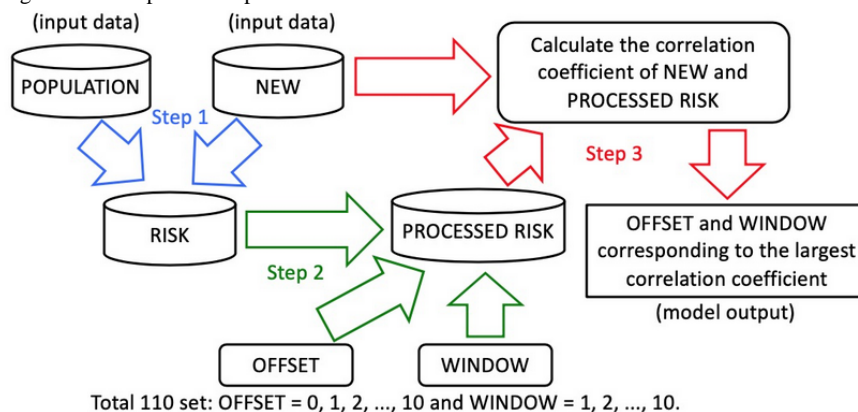 (input data)
(input data)
POPULATION
NEW
Calculate the correlation
coefficient of NEW and
PROCESSED RISK
Step 1
Step 3
RISK
PROCESSED RISK
OFFSET and WINDOW
corresponding to the largest
correlation coefficient
(model output)
Step 2
OFFSET
WINDOW
Total 110 set: OFFSET = 0, 1, 2, ..., 10 and WINDOW = 1, 2, ..., 10.